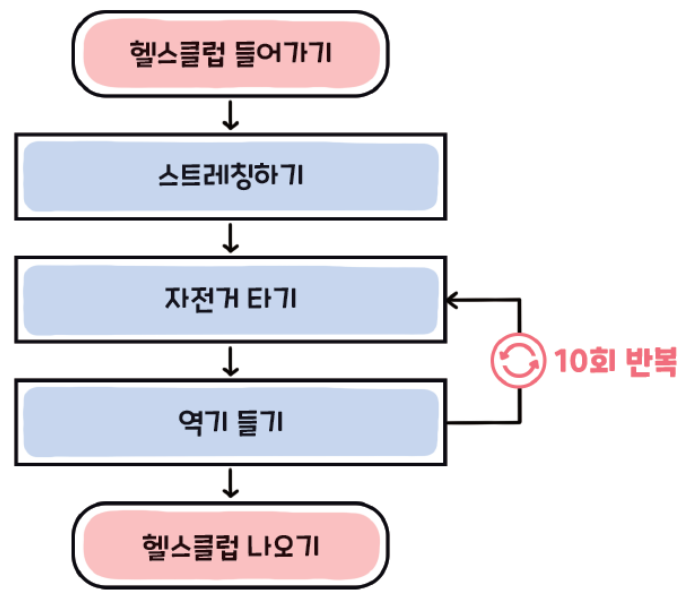 헬스클럽 들어가기
스트레칭하기
자전거 타기
10회 반복
역기 들기
헬스클럽 나오기